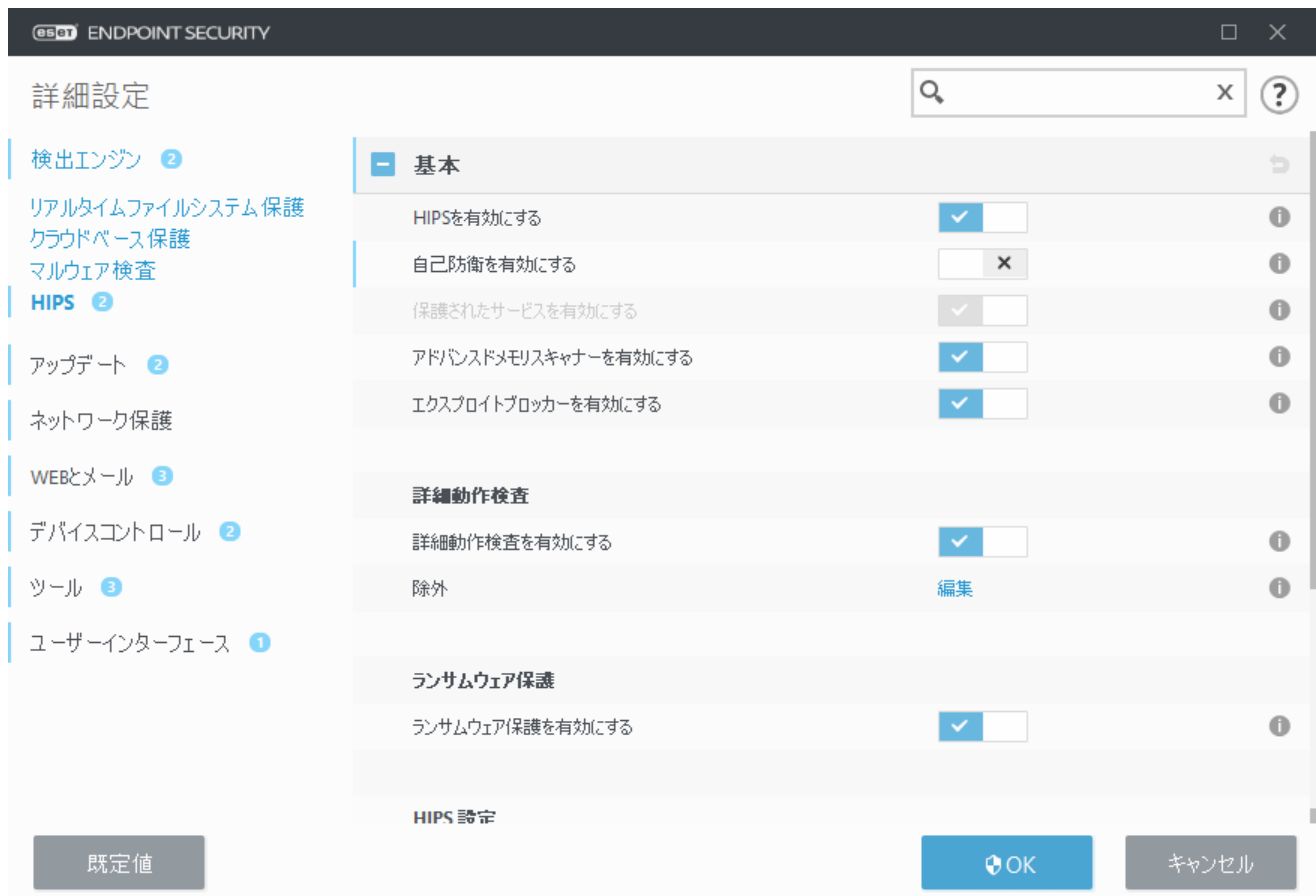 eset ENDPOINT SECURITY
詳細設定
検出エンジン 2
リアルタイムファイルシステム保護
クラウドベース保護
マルウェア検査
HIPS 2
アップデート 2
ネットワーク保護
WEBとメール 3
デバイスコントロール 2
ツール 3
ユーザーインターフェース 1
基本
HIPSを有効にする
自己防衛を有効にする
保護されたサービスを有効にする
アドバンスドメモリスキャナーを有効にする
エクスプロイトブロッカーを有効にする
詳細動作検査
詳細動作検査を有効にする
除外 編集
ランサムウェア保護
ランサムウェア保護を有効にする
HIPS 設定
既定値
OK
キャンセル